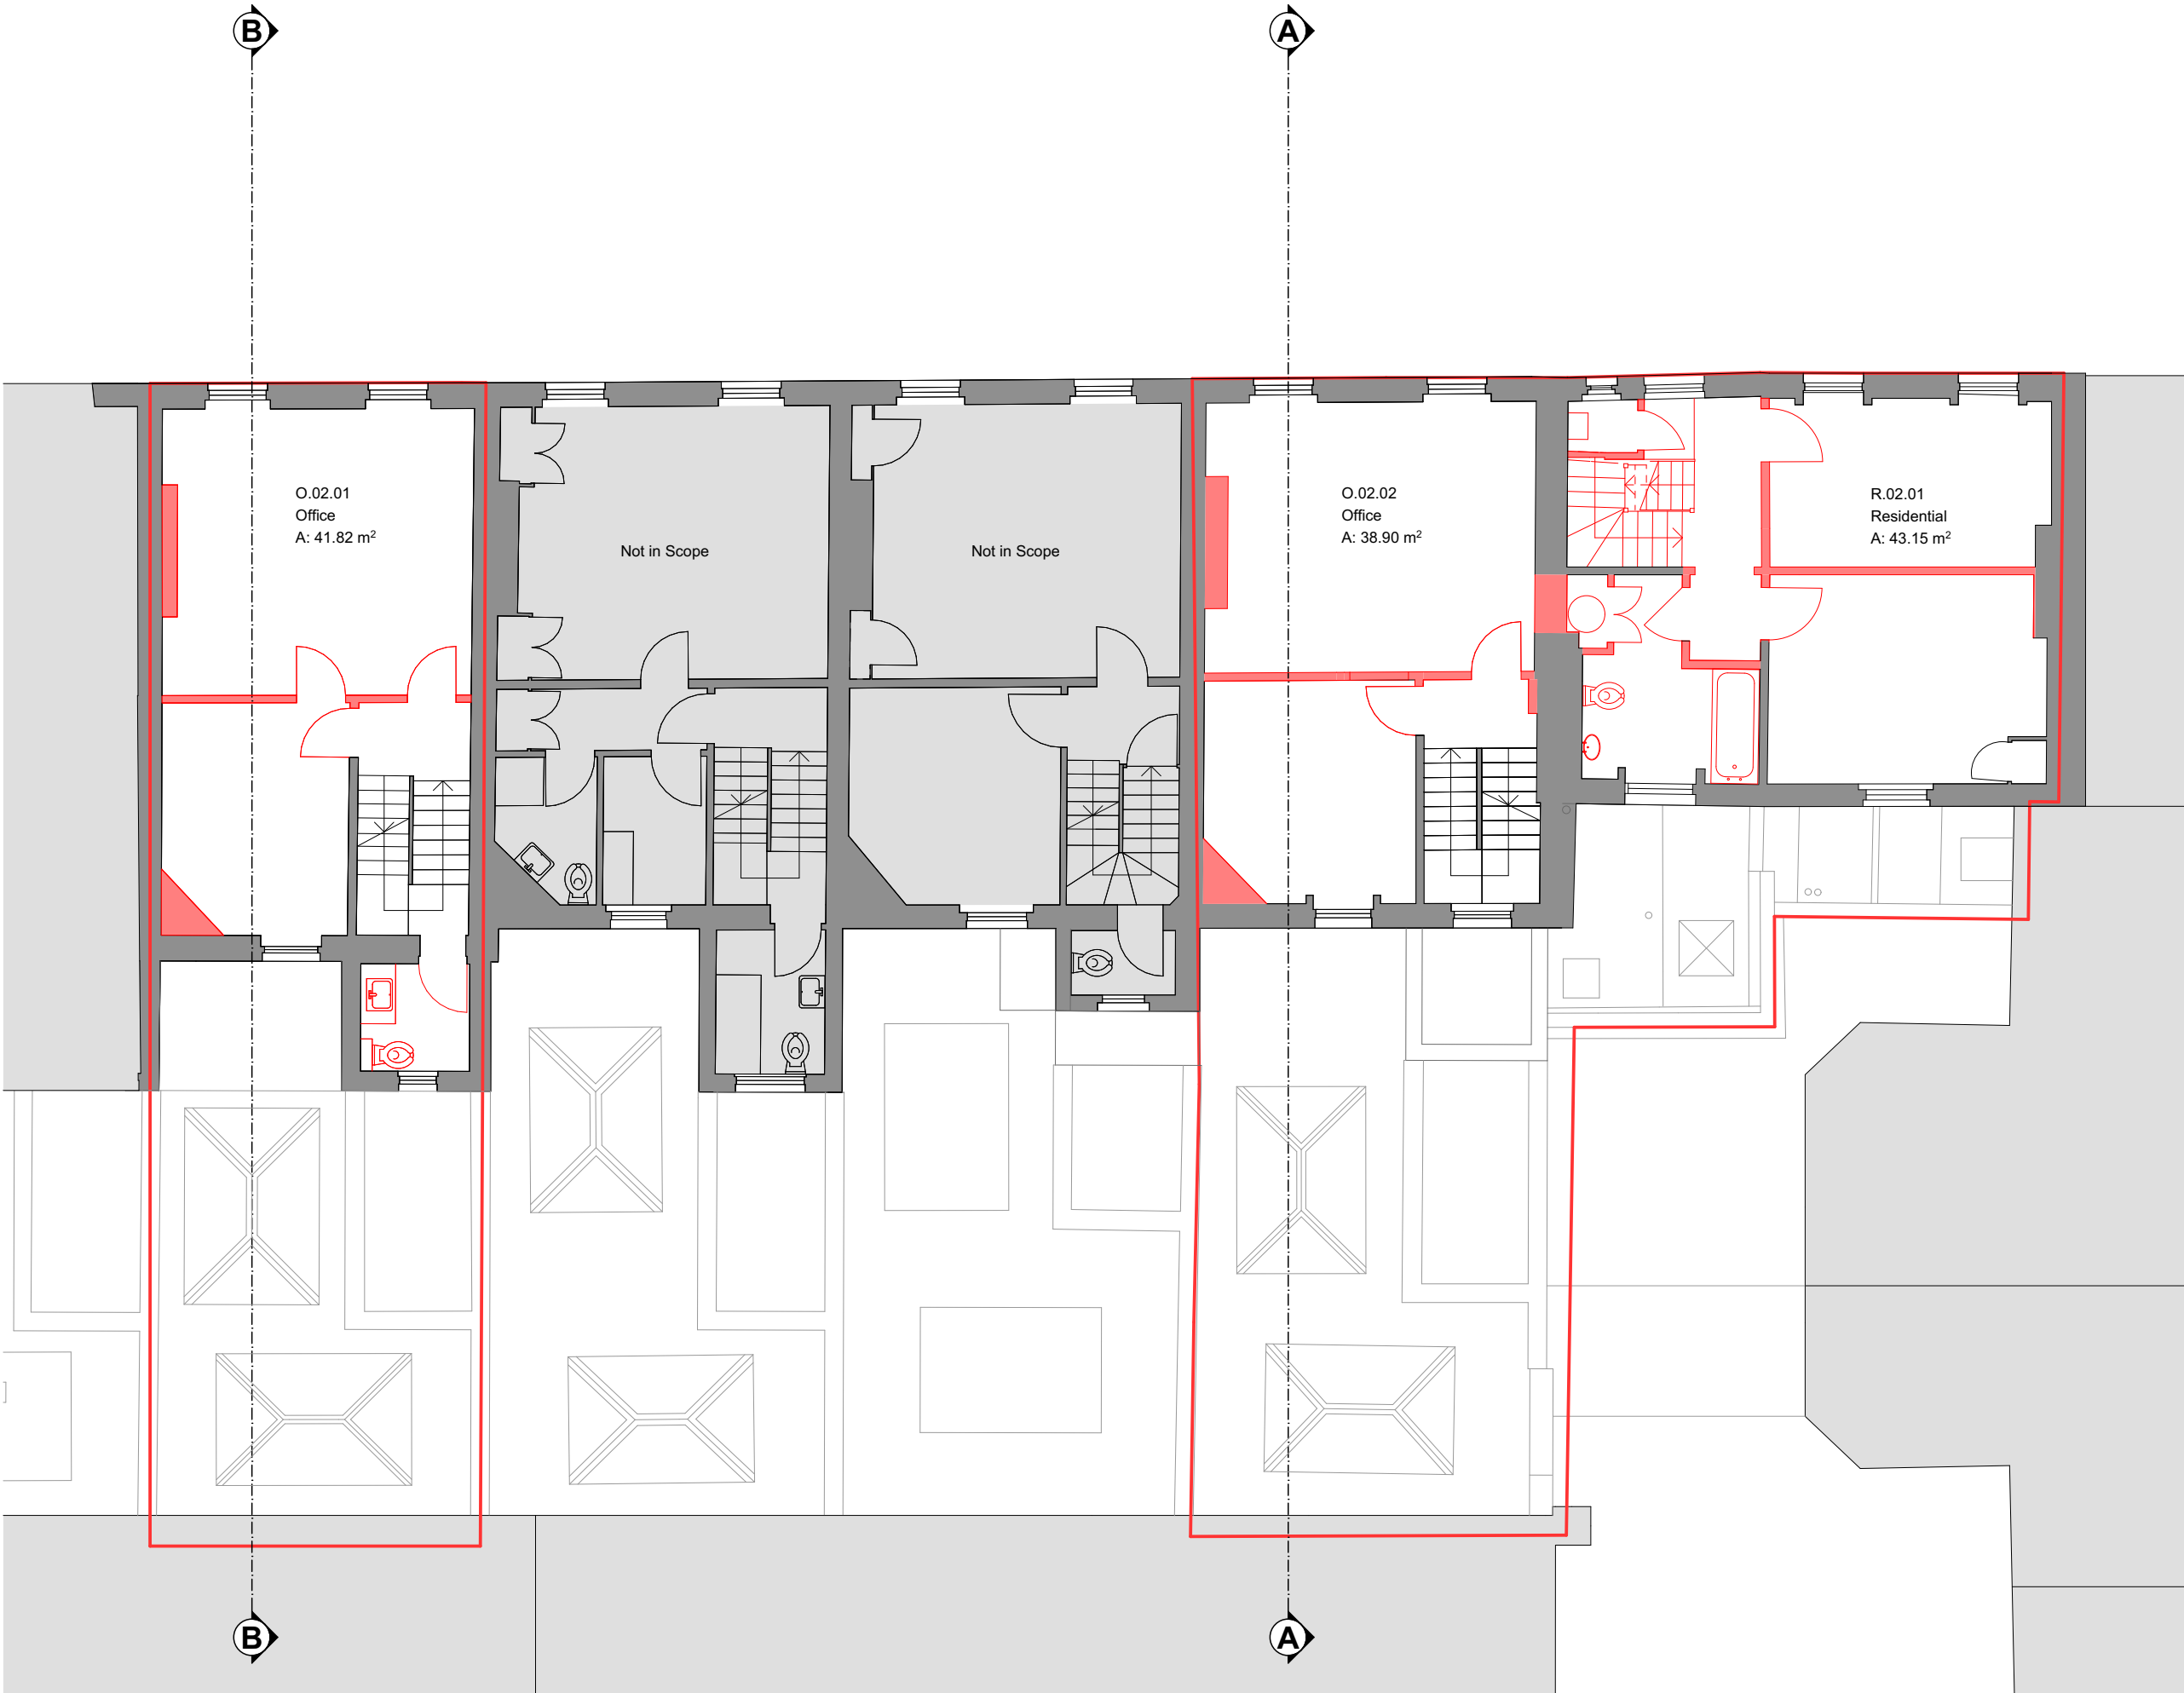 B
A
O.02.01
Office
A: 41.82 m²
Not in Scope
Not in Scope
O.02.02
Office
A: 38.90 m²
R.02.01
Residential
A: 43.15 m²
B
A